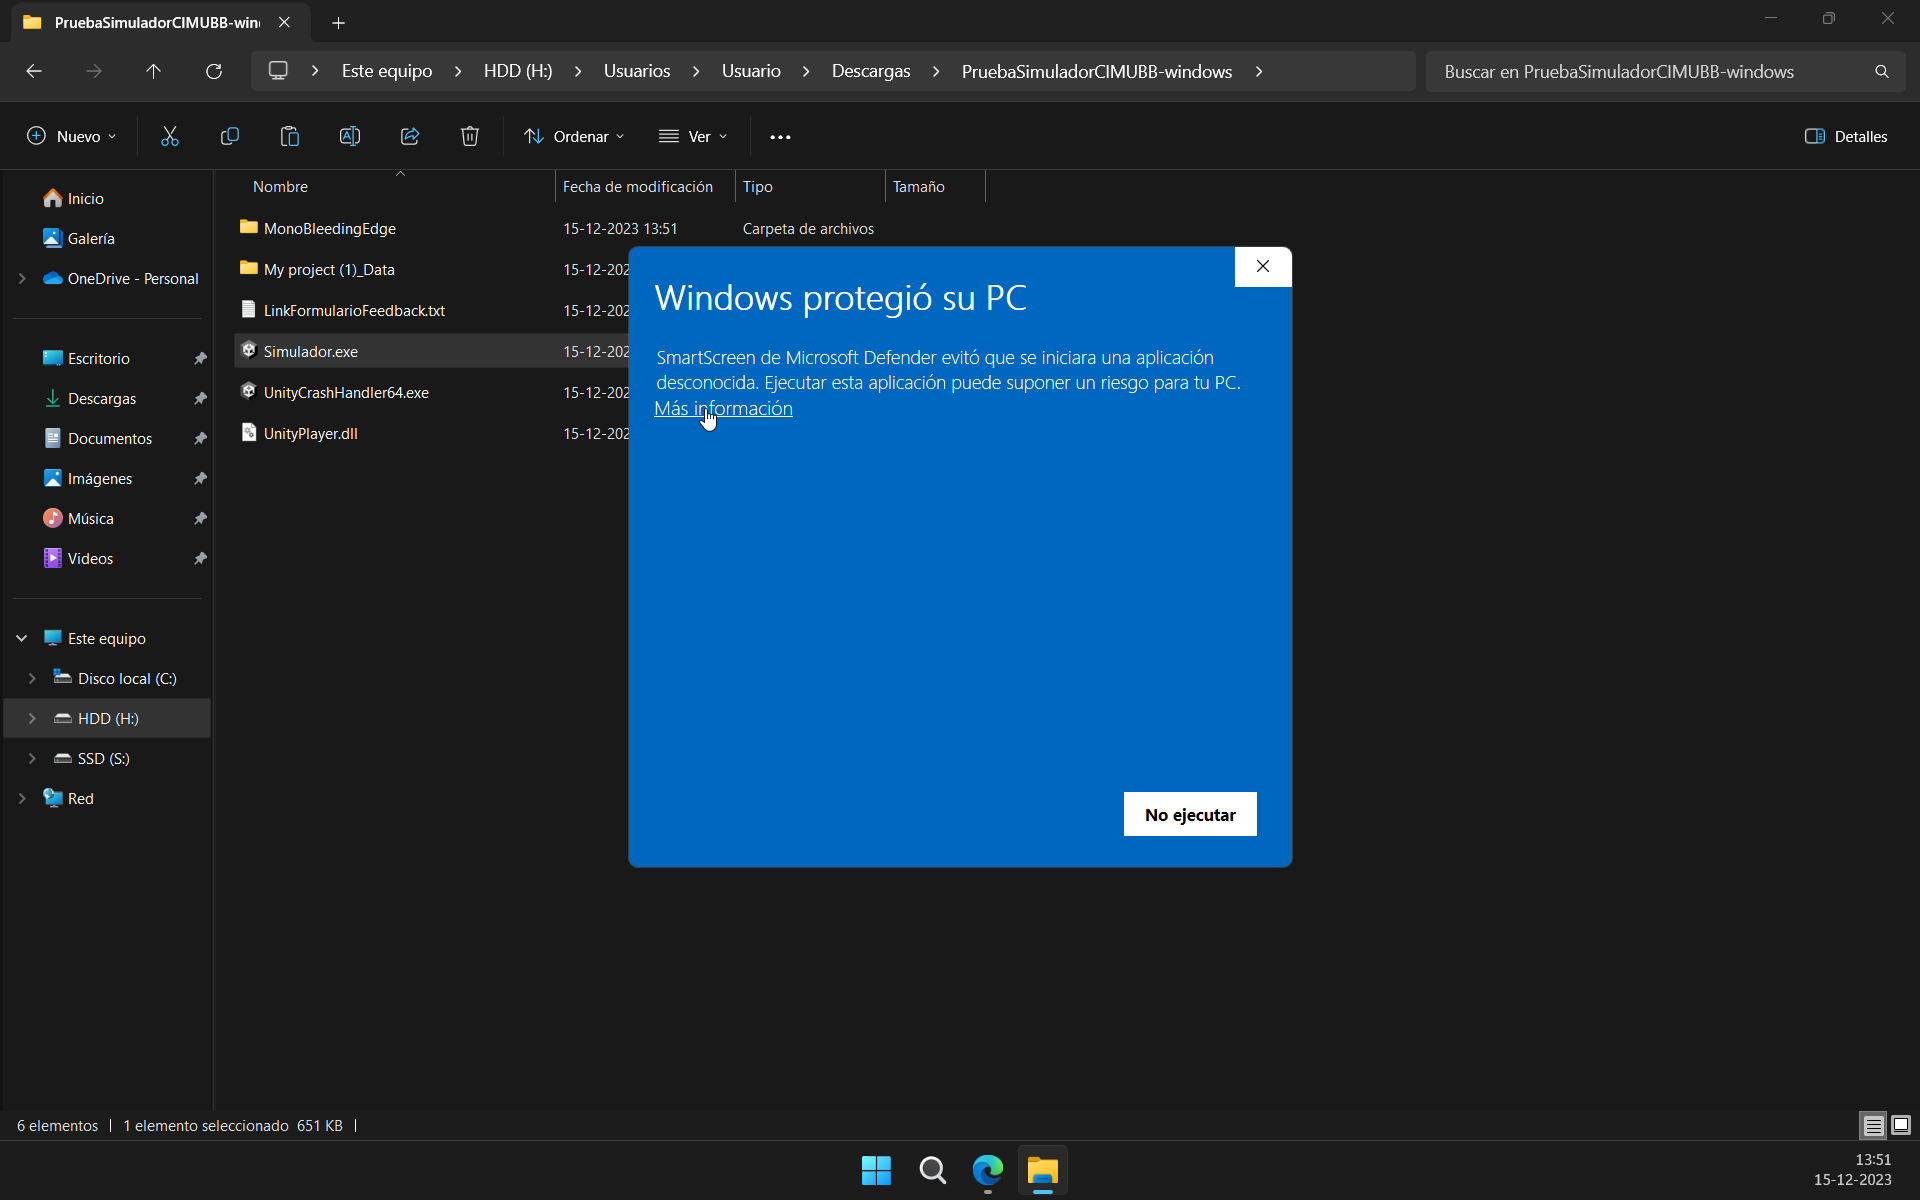 PruebaSimuladorCIMUBB-win
Este equipo
HDD (H:)
Usuarios
Usuario
Descargas
PruebaSimuladorCIMUBB-windows
Buscar en PruebaSimuladorCIMUBB-windows
Nuevo
Ordenar
Ver
Detalles
Nombre
Fecha de modificación
Tipo
Tamaño
Inicio
Galería
OneDrive - Personal
Escritorio
Descargas
Documentos
Imágenes
Música
Videos
Este equipo
Disco local (C:)
HDD (H:)
SSD (S:)
Red
MonoBleedingEdge 15-12-2023 13:51 Carpeta de archivos
My project (1)_Data 15-12-202
LinkFormularioFeedback.txt 15-12-202
Simulador.exe 15-12-202
UnityCrashHandler64.exe 15-12-202
UnityPlayer.dll 15-12-202
Windows protegió su PC
SmartScreen de Microsoft Defender evitó que se iniciara una aplicación
desconocida. Ejecutar esta aplicación puede suponer un riesgo para tu PC.
Más información
No ejecutar
6 elementos
1 elemento seleccionado 651 KB
13:51
15-12-2023